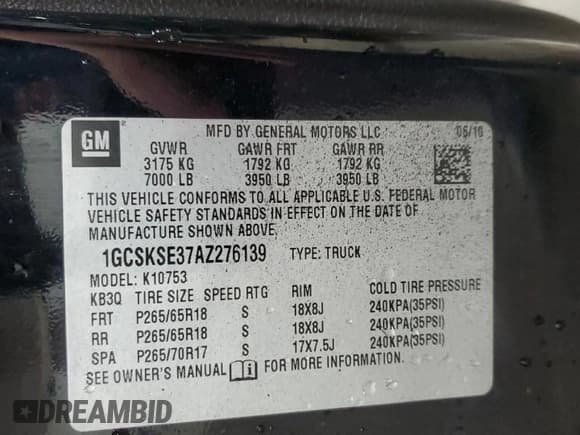 GM
MFD BY GENERAL MOTORS LLC 06/10
GVWR GAWR FRT GAWR RR
3175 KG 1792 KG 1792 KG
7000 LB 3950 LB 3950 LB
THIS VEHICLE CONFORMS TO ALL APPLICABLE U.S. FEDERAL MOTOR
VEHICLE SAFETY STANDARDS IN EFFECT ON THE DATE OF
MANUFACTURE SHOWN ABOVE.
1GCSKSE37AZ276139 TYPE: TRUCK
MODEL: K10753
KB3Q TIRE SIZE SPEED RTG RIM COLD TIRE PRESSURE
FRT P265/65R18 S 18X8J 240KPA(35PSI)
RR P265/65R18 S 18X8J 240KPA(35PSI)
SPA P265/70R17 S 17X7.5J 240KPA(35PSI)
SEE OWNER'S MANUAL FOR MORE INFORMATION.
DREAMBID